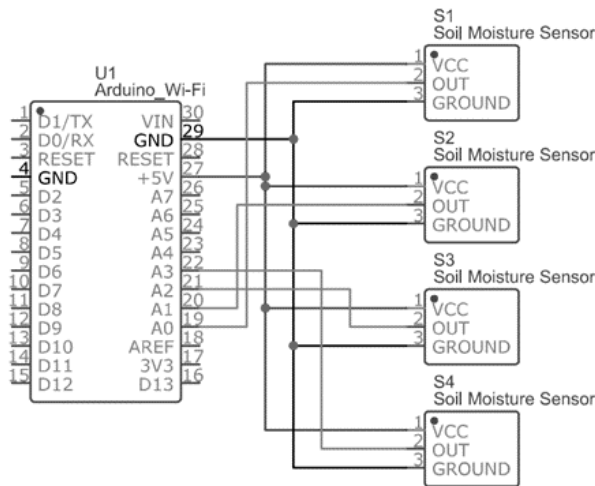 U1
Arduino_Wi-Fi
1 D1/TX VIN 30
2 D0/RX GND 29
3 RESET RESET 28
4 GND +5V 27
5 D2 A7 26
6 D3 A6 25
7 D4 A5 24
8 D5 A4 23
9 D6 A3 22
10 D7 A2 21
11 D8 A1 20
12 D9 A0 19
13 D10 AREF 18
14 D11 3V3 17
15 D12 D13 16
S1
Soil Moisture Sensor
1 VCC
2 OUT
3 GROUND
S2
Soil Moisture Sensor
1 VCC
2 OUT
3 GROUND
S3
Soil Moisture Sensor
1 VCC
2 OUT
3 GROUND
S4
Soil Moisture Sensor
1 VCC
2 OUT
3 GROUND